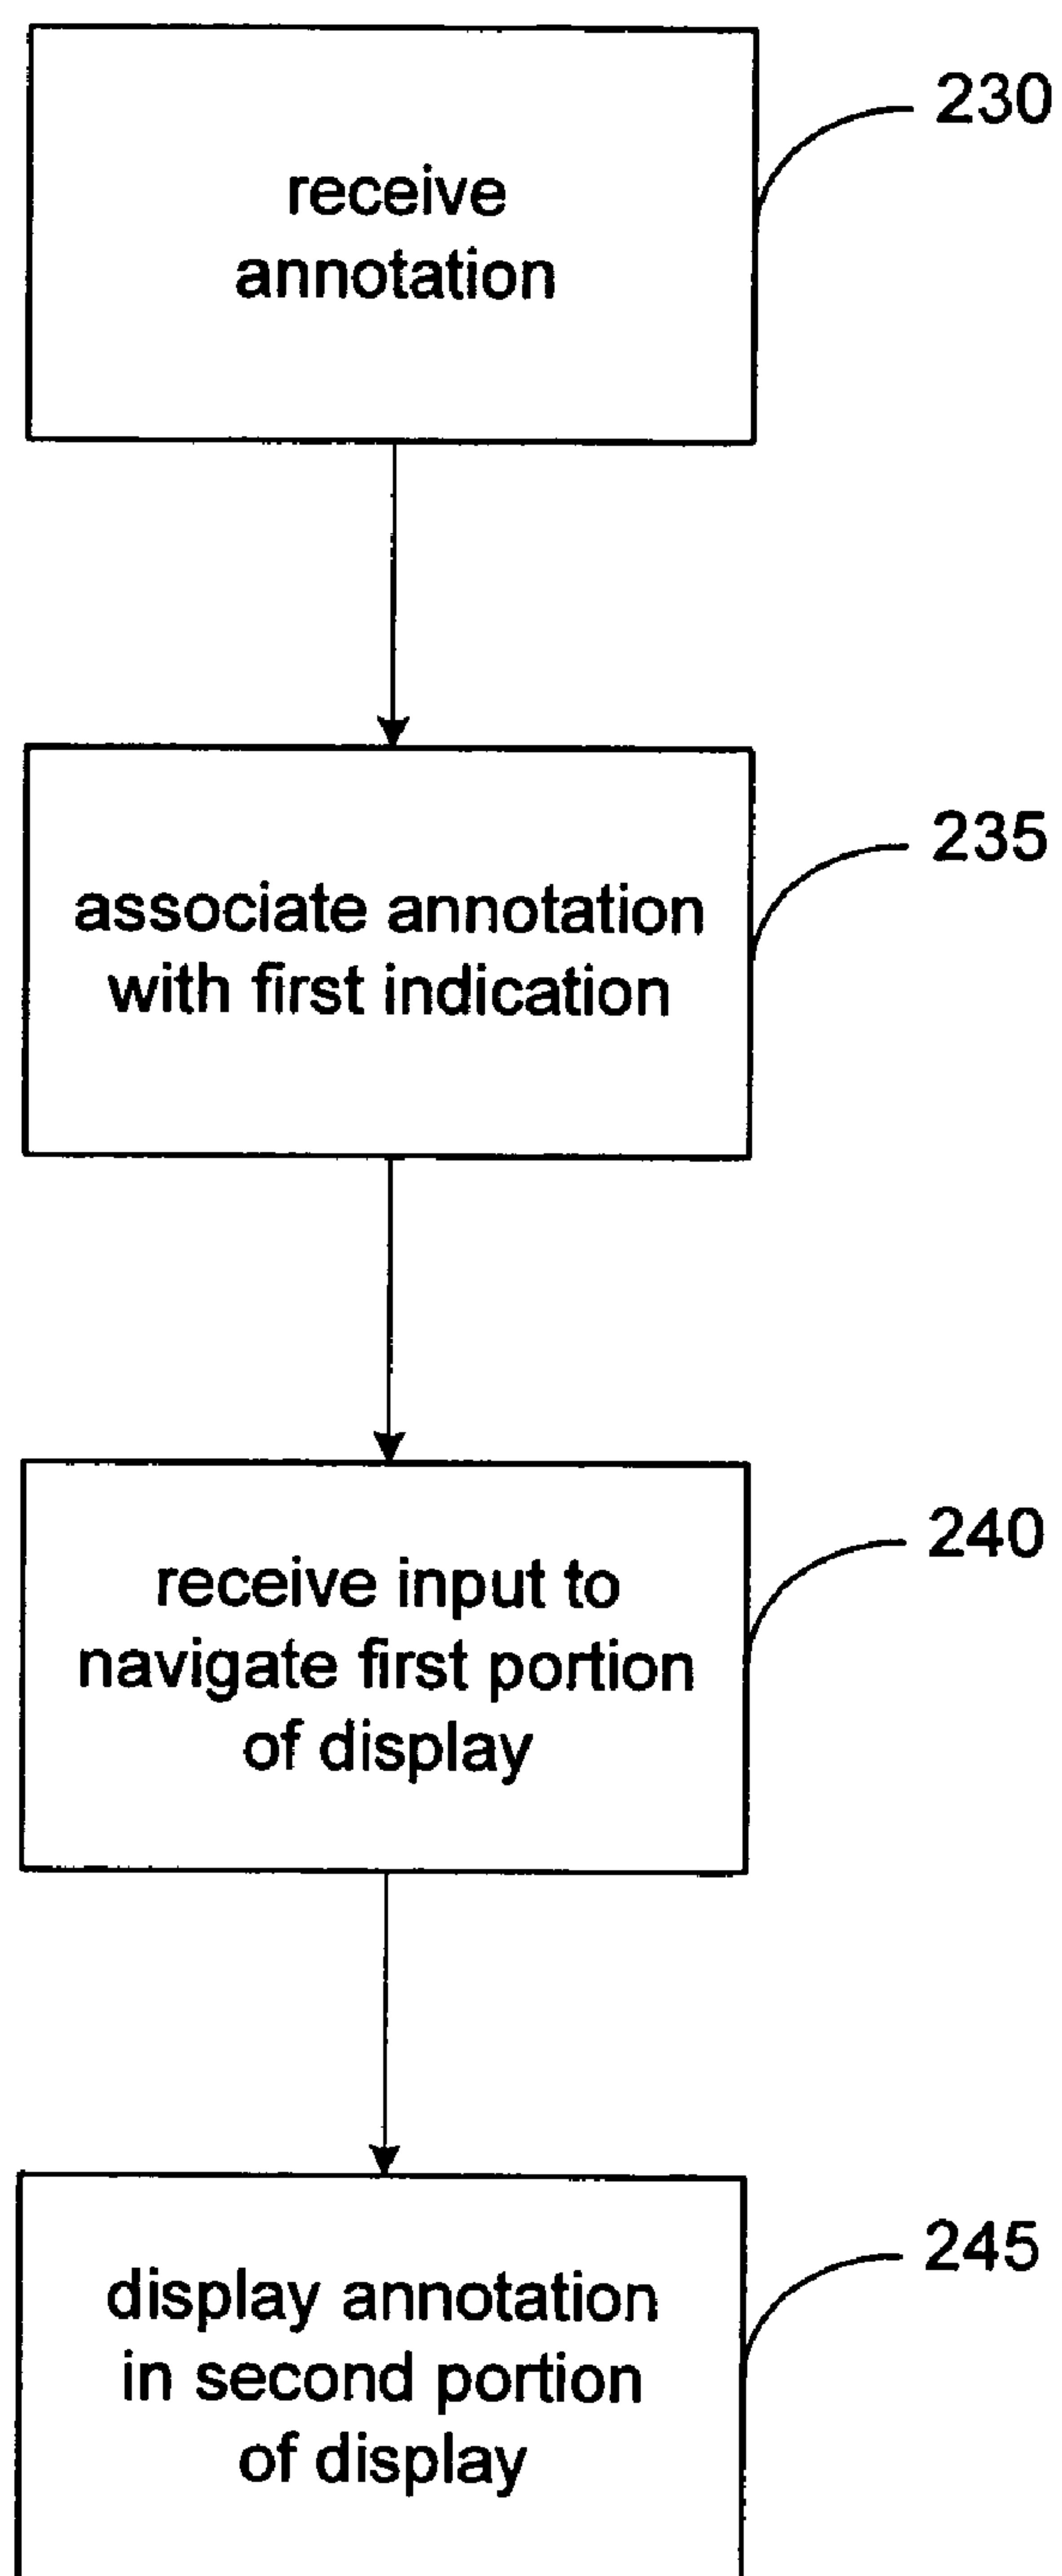 receive
annotation
230
associate annotation
with first indication
235
receive input to
navigate first portion
of display
240
display annotation
in second portion
of display
245